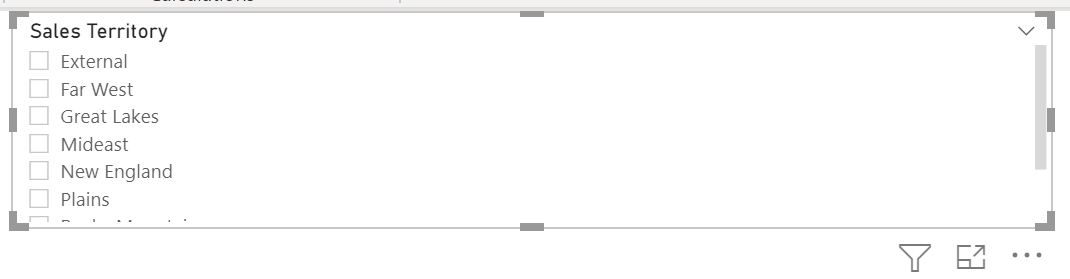 Sales Territory
External
Far West
Great Lakes
Mideast
New England
Plains